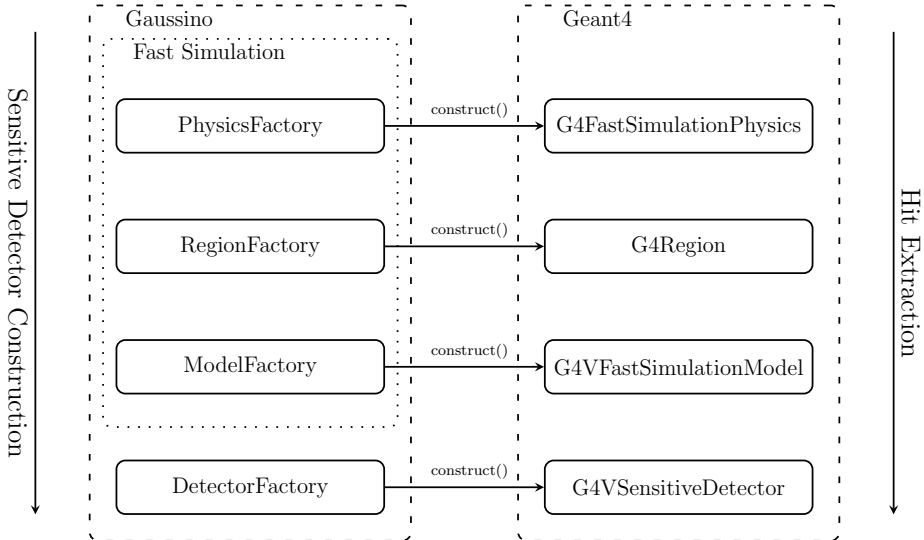 Gaussino
Geant4
Fast Simulation
Sensitive Detector Construction
PhysicsFactory
construct()
G4FastSimulationPhysics
RegionFactory
construct()
G4Region
Hit Extraction
ModelFactory
construct()
G4VFastSimulationModel
DetectorFactory
construct()
G4VSensitiveDetector